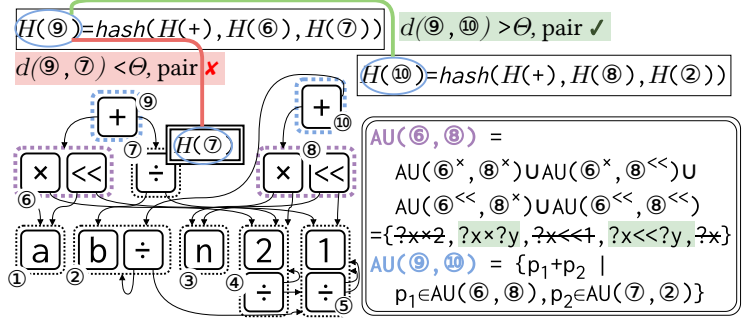 H(⑨)=hash(H(+),H(⑥),H(⑦))
d(⑨,⑩) >Θ, pair ✓
d(⑨,⑦) <Θ, pair ✘
H(⑩)=hash(H(+),H(⑧),H(②))
+ ⑨
+ ⑩
H(⑦)
⑦ ⑧
× << ÷ × <<
⑥
a b ÷ n 2 1
① ② ③ ④ ÷ ÷ ⑤
AU(⑥,⑧) =
AU(⑥×,⑧×)∪AU(⑥×,⑧<<)∪
AU(⑥<<,⑧×)∪AU(⑥<<,⑧<<)
={?x×2,?x×?y,?x<<1,?x<<?y,?x}
AU(⑨,⑩) = {p₁+p₂ |
p₁∈AU(⑥,⑧),p₂∈AU(⑦,②)}